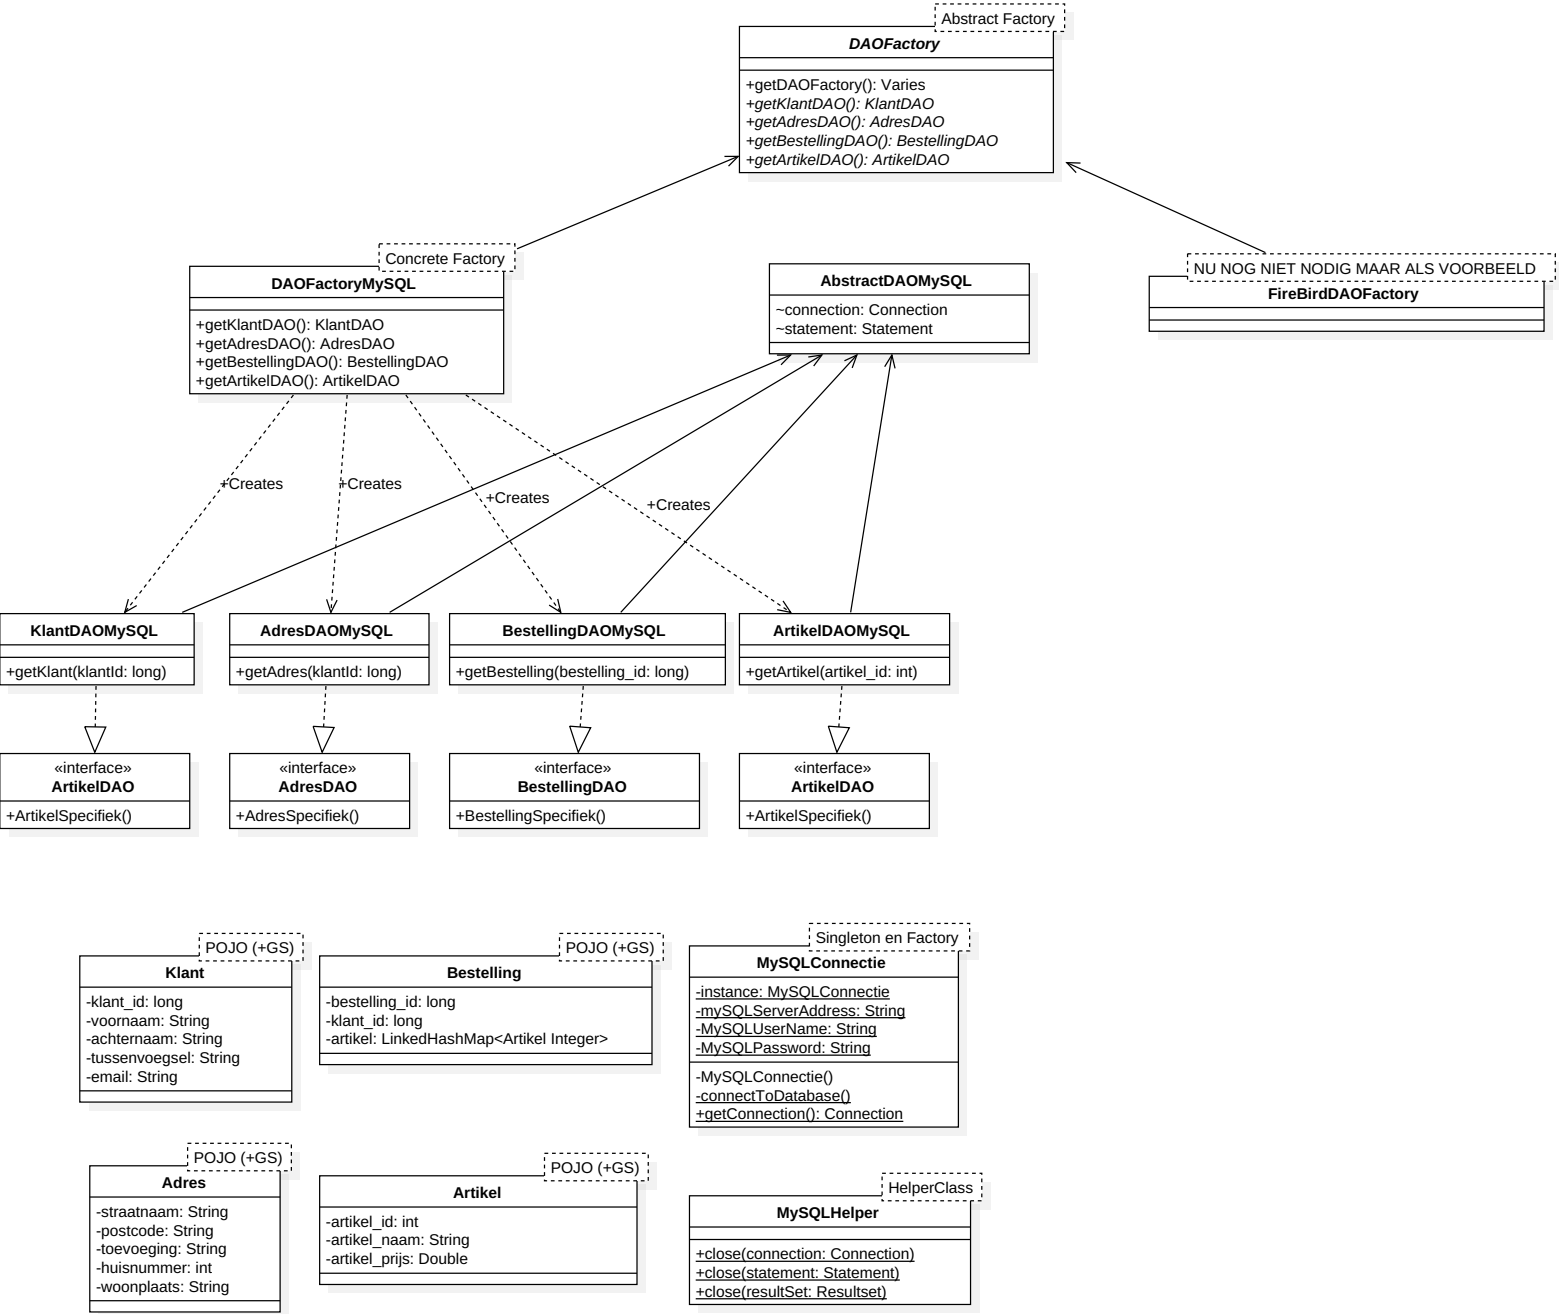 Abstract Factory
DAOFactory
+getDAOFactory(): Varies
+getKlantDAO(): KlantDAO
+getAdresDAO(): AdresDAO
+getBestellingDAO(): BestellingDAO
+getArtikelDAO(): ArtikelDAO
Concrete Factory
DAOFactoryMySQL
+getKlantDAO(): KlantDAO
+getAdresDAO(): AdresDAO
+getBestellingDAO(): BestellingDAO
+getArtikelDAO(): ArtikelDAO
AbstractDAOMySQL
~connection: Connection
~statement: Statement
NU NOG NIET NODIG MAAR ALS VOORBEELD
FireBirdDAOFactory
+Creates
+Creates
+Creates
+Creates
KlantDAOMySQL
+getKlant(klantId: long)
AdresDAOMySQL
+getAdres(klantId: long)
BestellingDAOMySQL
+getBestelling(bestelling_id: long)
ArtikelDAOMySQL
+getArtikel(artikel_id: int)
«interface»
ArtikelDAO
+ArtikelSpecifiek()
«interface»
AdresDAO
+AdresSpecifiek()
«interface»
BestellingDAO
+BestellingSpecifiek()
«interface»
ArtikelDAO
+ArtikelSpecifiek()
POJO (+GS)
Klant
-klant_id: long
-voornaam: String
-achternaam: String
-tussenvoegsel: String
-email: String
POJO (+GS)
Bestelling
-bestelling_id: long
-klant_id: long
-artikel: LinkedHashMap<Artikel Integer>
Singleton en Factory
MySQLConnectie
-instance: MySQLConnectie
-mySQLServerAddress: String
-MySQLUserName: String
-MySQLPassword: String
-MySQLConnectie()
-connectToDatabase()
+getConnection(): Connection
POJO (+GS)
Adres
-straatnaam: String
-postcode: String
-toevoeging: String
-huisnummer: int
-woonplaats: String
POJO (+GS)
Artikel
-artikel_id: int
-artikel_naam: String
-artikel_prijs: Double
HelperClass
MySQLHelper
+close(connection: Connection)
+close(statement: Statement)
+close(resultSet: Resultset)